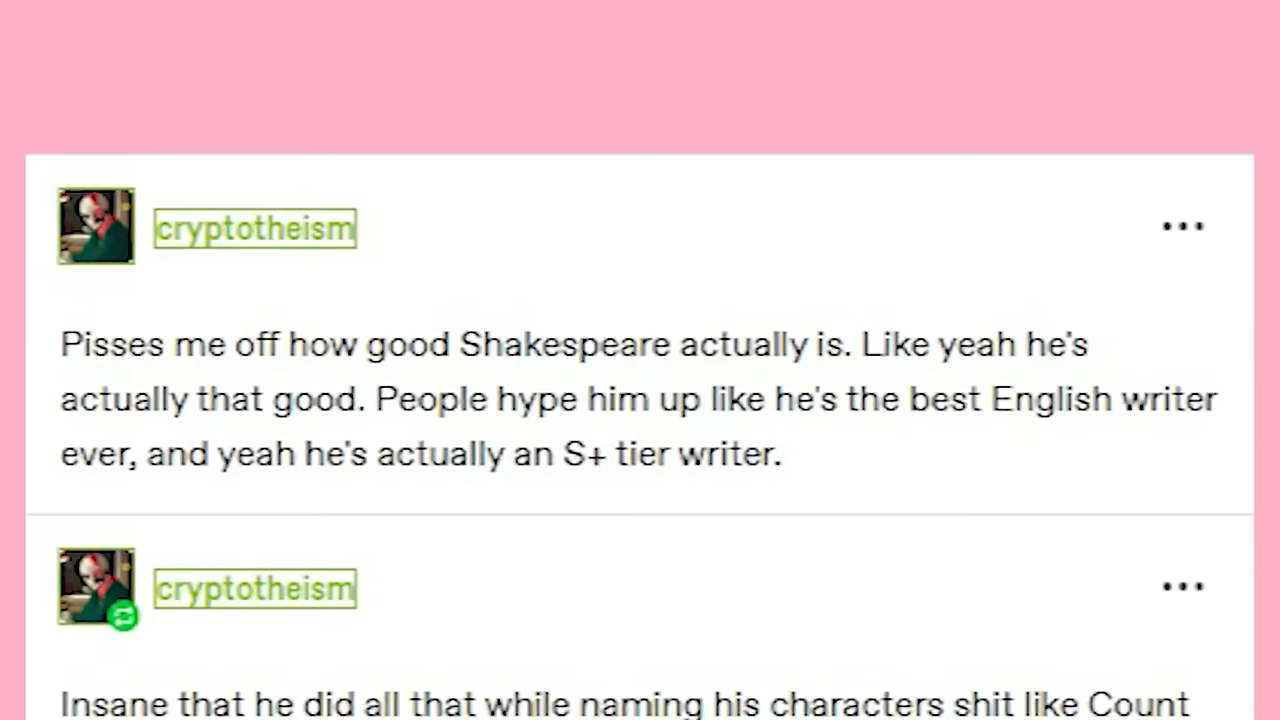 cryptotheism
Pisses me off how good Shakespeare actually is. Like yeah he's
actually that good. People hype him up like he's the best English writer
ever, and yeah he's actually an S+ tier writer.
cryptotheism
Insane that he did all that while naming his characters shit like Count